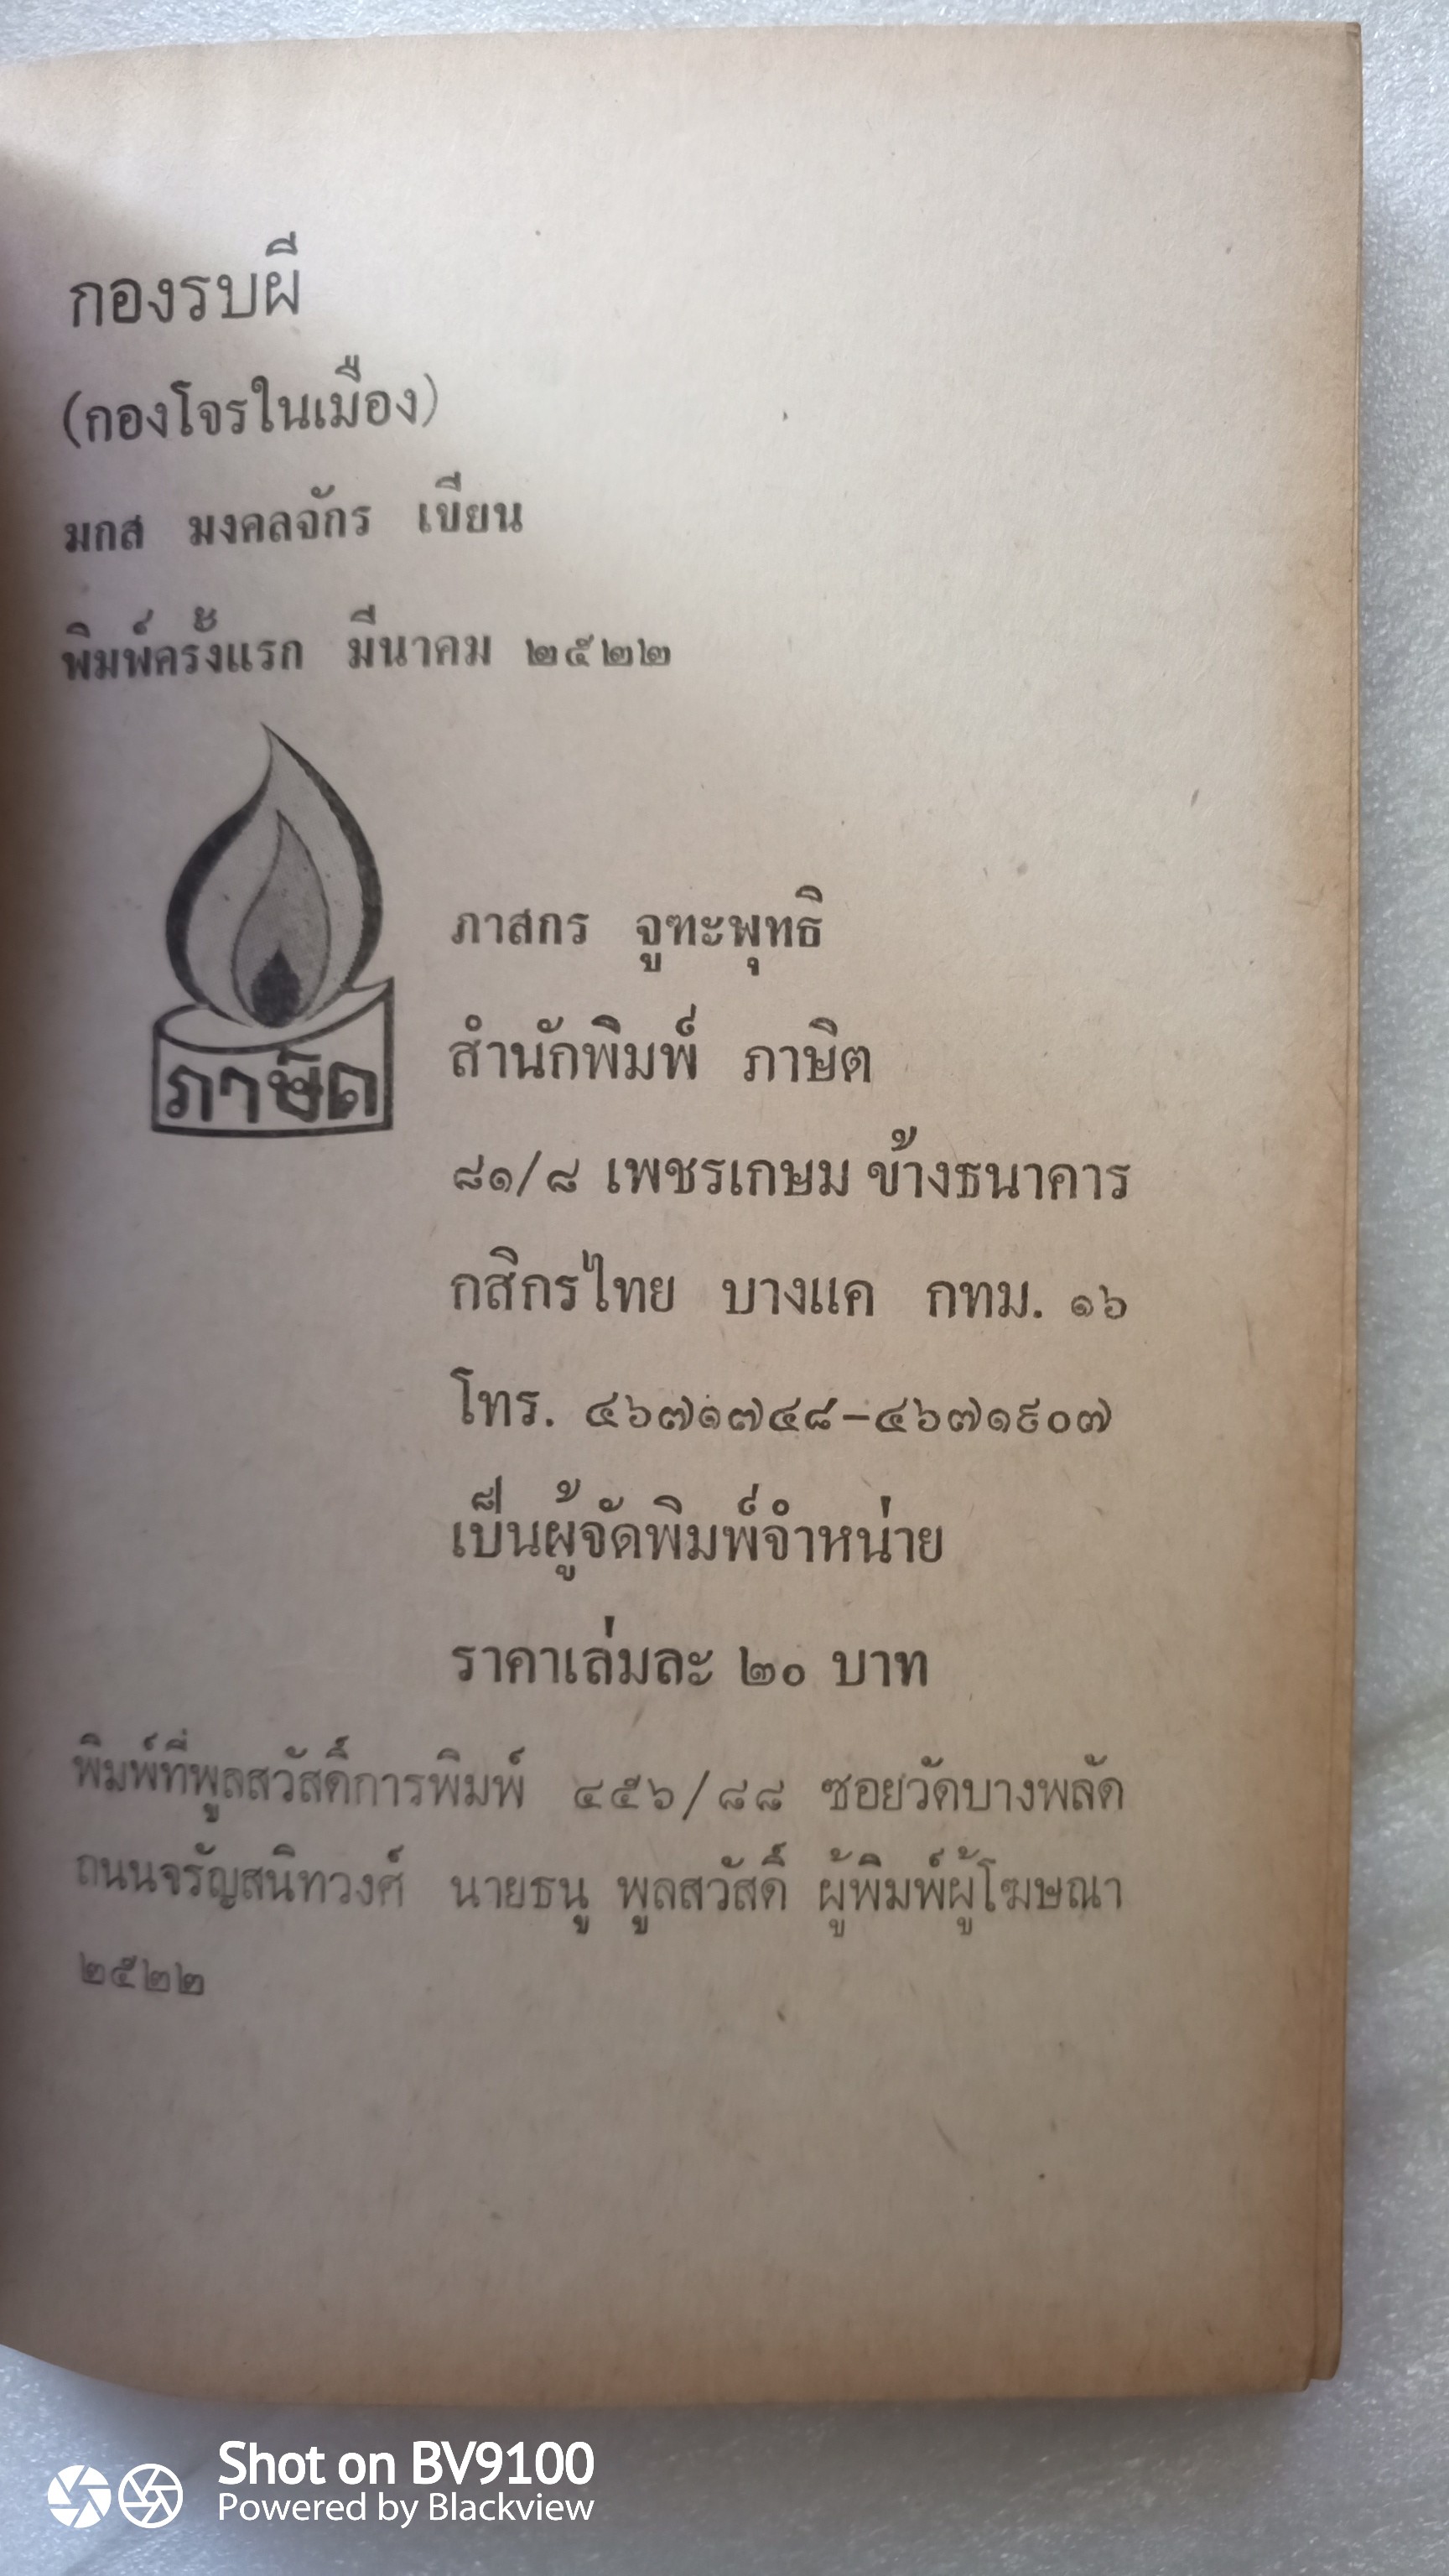 กองรบผี
(กองโจรในเมือง)
มกส มงคลจักร เขียน
พิมพ์ครั้งแรก มีนาคม ๒๕๒๒
ภาสกร จูฑะพุทธิ
ภาษิต
สำนักพิมพ์ ภาษิต
๘๑/๘ เพชรเกษม ข้างธนาคาร
กสิกรไทย บางแค กทม. ๑๖
โทร. ๔๖๗๑๗๔๘-๔๖๗๑๙๐๗
เป็นผู้จัดพิมพ์จำหน่าย
ราคาเล่มละ ๒๐ บาท
พิมพ์ที่พูลสวัสดิ์การพิมพ์ ๔๕๖/๘๘ ซอยวัดบางพลัด
ถนนจรัญสนิทวงศ์ นายธนู พูลสวัสดิ์ ผู้พิมพ์ผู้โฆษณา
๒๕๒๒
Shot on BV9100
Powered by Blackview